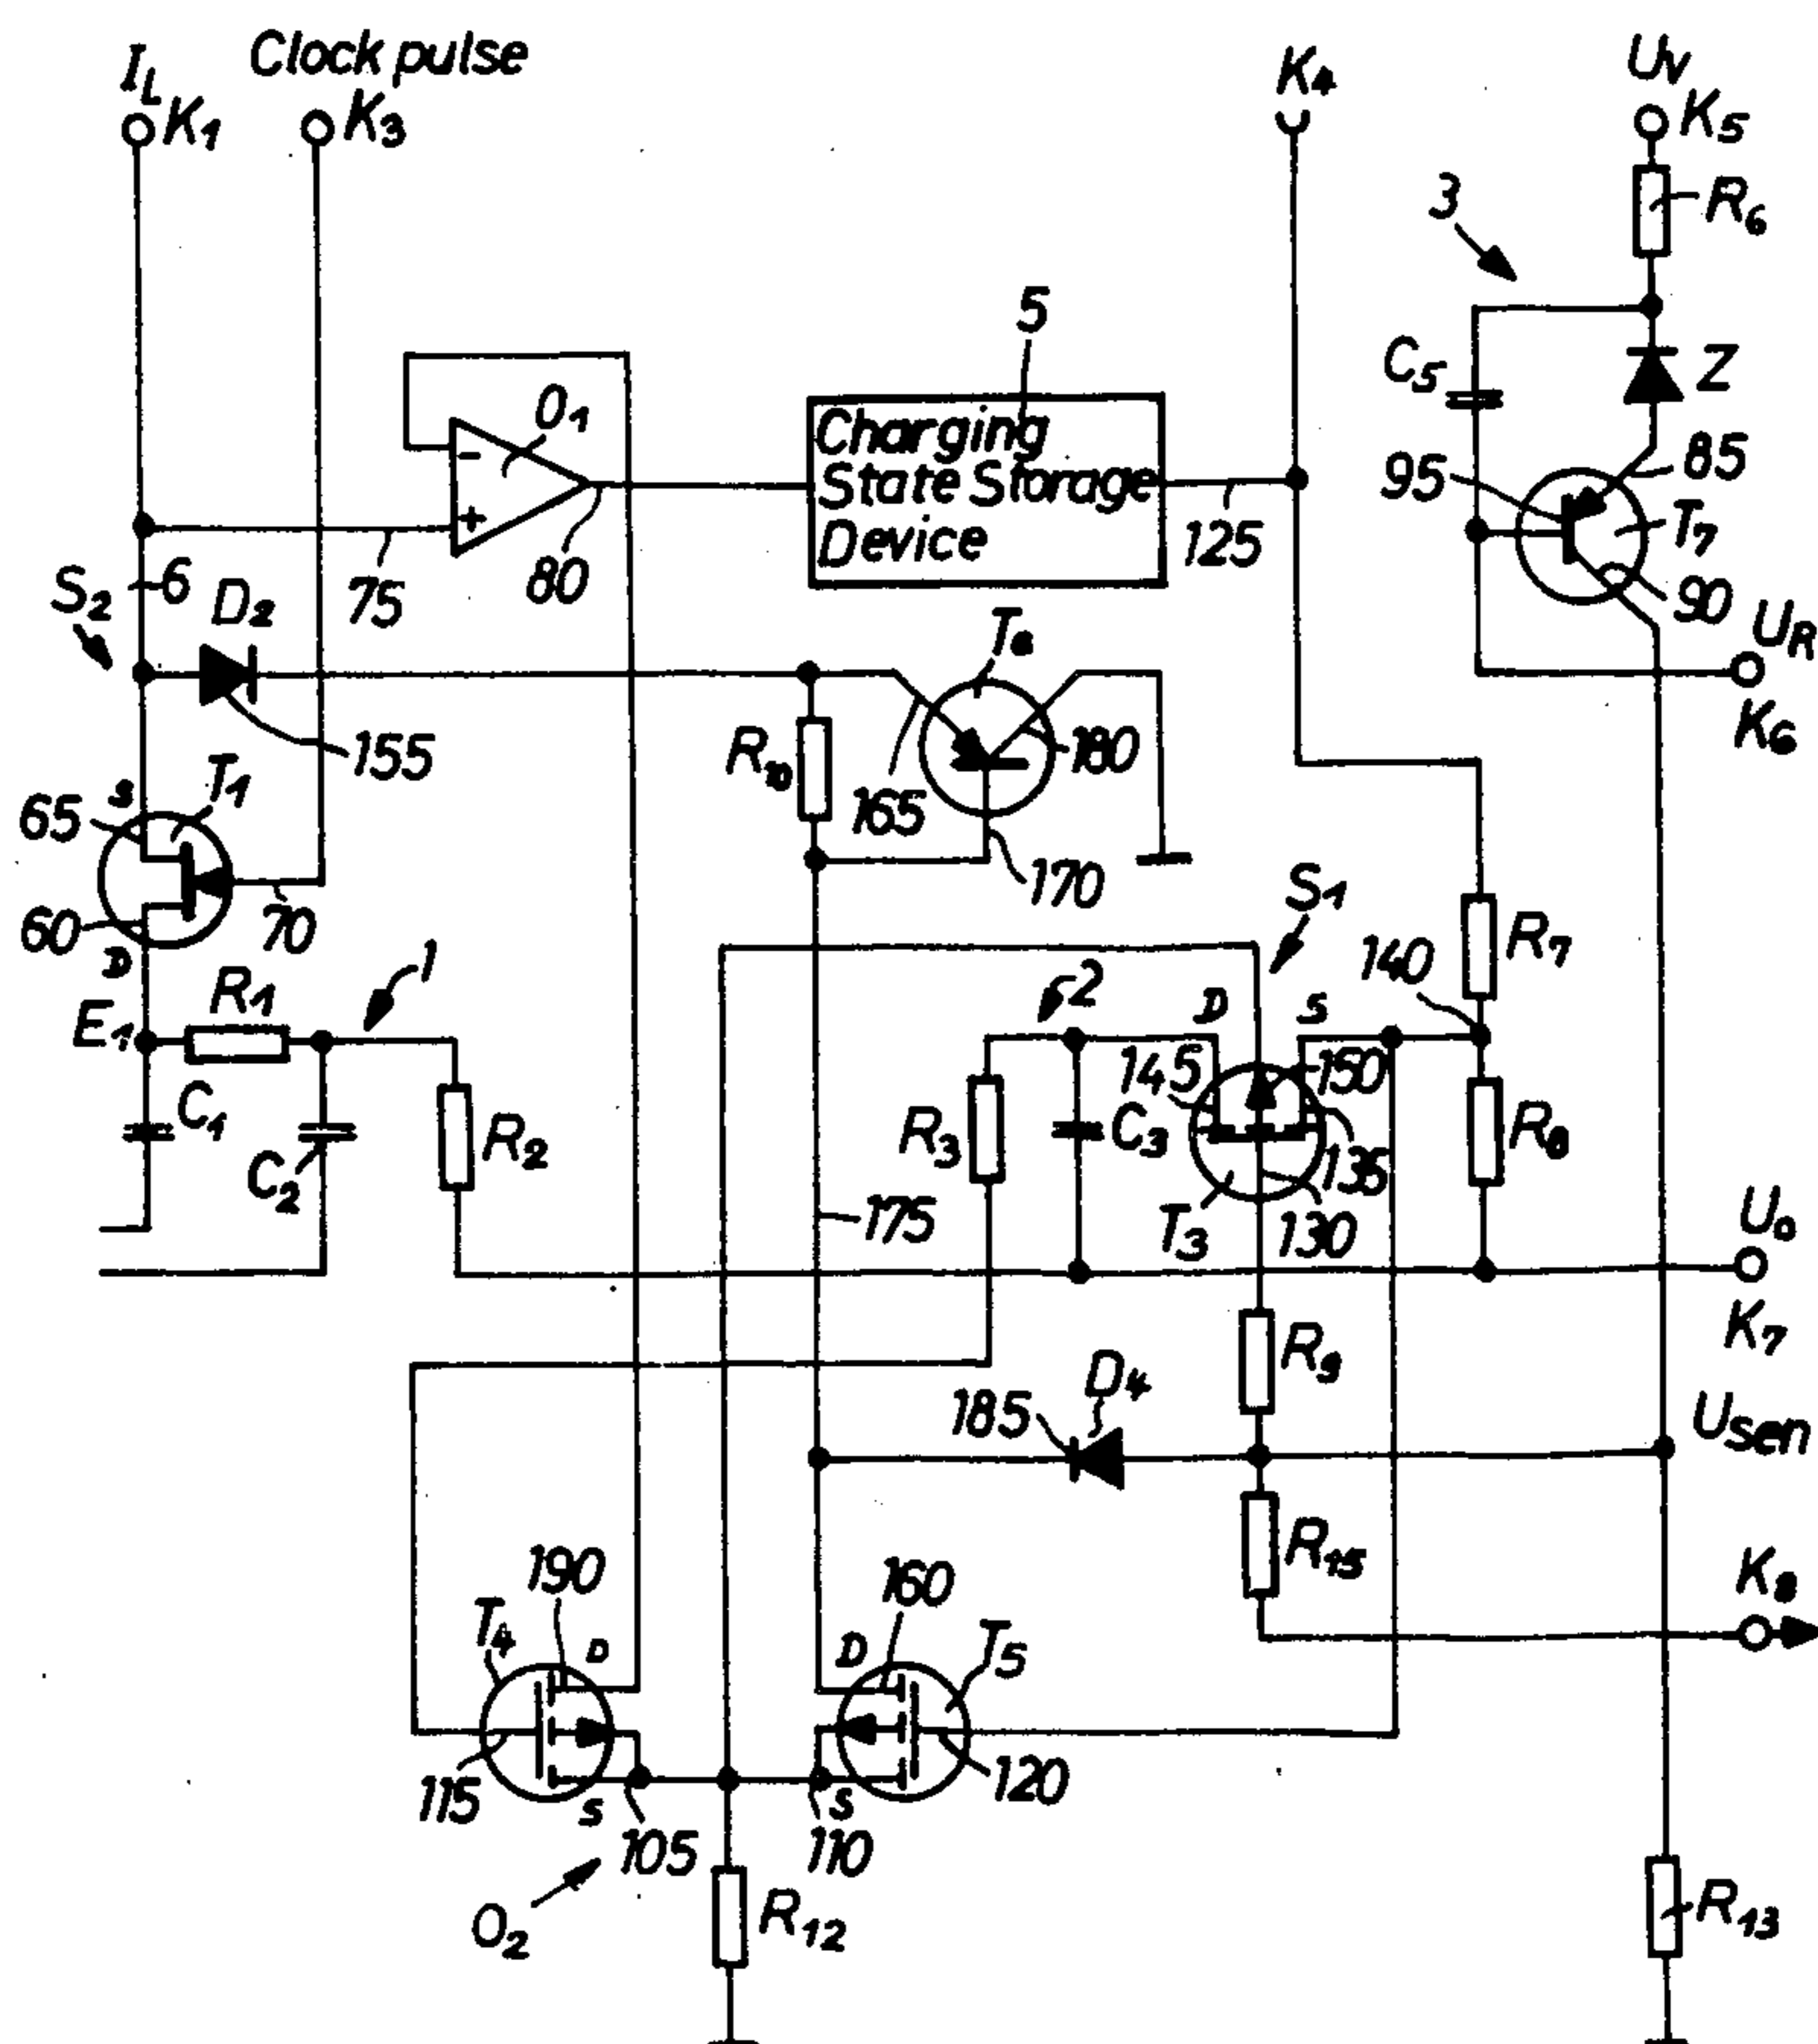 I_L Clock pulse K4 U_V
K1 K3 K5
3 R6
5
C5 Z
O1
Charging
State Storage
Device
- +
95 85
T7
125 90
S2 6 D2 75 80
U_R
K6
T6
155 R10 165 180
65 S T1
60 D 70
170
S1
140 R7
E1 R1 1
2 D S
C1 145 150
R3 C3 135 R8
C2 R2
175 T3 130
U0
K7
R9
185 D4
Usen
R15
K8
190 160
T4 D D T5
115 S 105 110 S 120
O2
R12 R13